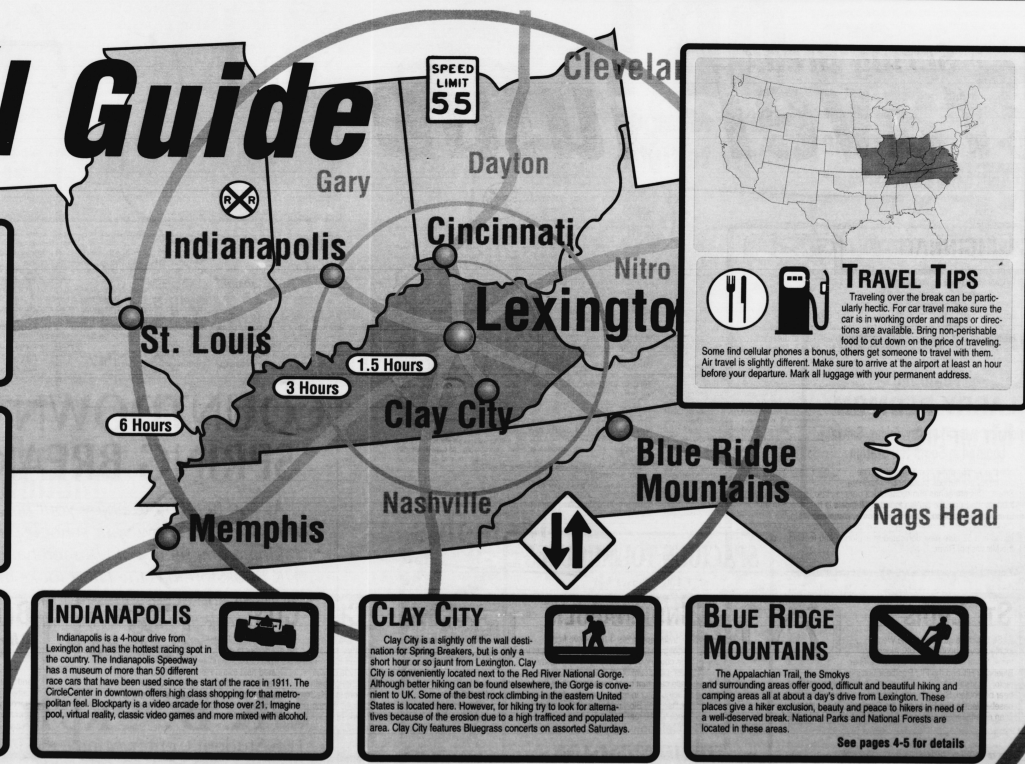 l Guide
SPEED
LIMIT
55
Clevela
Dayton
Gary
R R
Indianapolis
Cincinnati
Nitro
Lexingto
St. Louis
1.5 Hours
3 Hours
Clay City
6 Hours
Blue Ridge
Mountains
Nashville
Nags Head
Memphis
TRAVEL TIPS
Traveling over the break can be partic-
ularly hectic. For car travel make sure the
car is in working order and maps or direc-
tions are available. Bring non-perishable
food to cut down on the price of traveling.
Some find cellular phones a bonus, others get someone to travel with them.
Air travel is slightly different. Make sure to arrive at the airport at least an hour
before your departure. Mark all luggage with your permanent address.
INDIANAPOLIS
Indianapolis is a 4-hour drive from
Lexington and has the hottest racing spot in
the country. The Indianapolis Speedway
has a museum of more than 50 different
race cars that have been used since the start of the race in 1911. The
CircleCenter in downtown offers high class shopping for that metro-
politan feel. Blockparty is a video arcade for those over 21. Imagine
pool, virtual reality, classic video games and more mixed with alcohol.
CLAY CITY
Clay City is a slightly off the wall desti-
nation for Spring Breakers, but is only a
short hour or so jaunt from Lexington. Clay
City is conveniently located next to the Red River National Gorge.
Although better hiking can be found elsewhere, the Gorge is conve-
nient to UK. Some of the best rock climbing in the eastern United
States is located here. However, for hiking try to look for alterna-
tives because of the erosion due to a high trafficed and populated
area. Clay City features Bluegrass concerts on assorted Saturdays.
BLUE RIDGE
MOUNTAINS
The Appalachian Trail, the Smokys
and surrounding areas offer good, difficult and beautiful hiking and
camping areas all at about a day's drive from Lexington. These
places give a hiker exclusion, beauty and peace to hikers in need of
a well-deserved break. National Parks and National Forests are
located in these areas.
See pages 4-5 for details